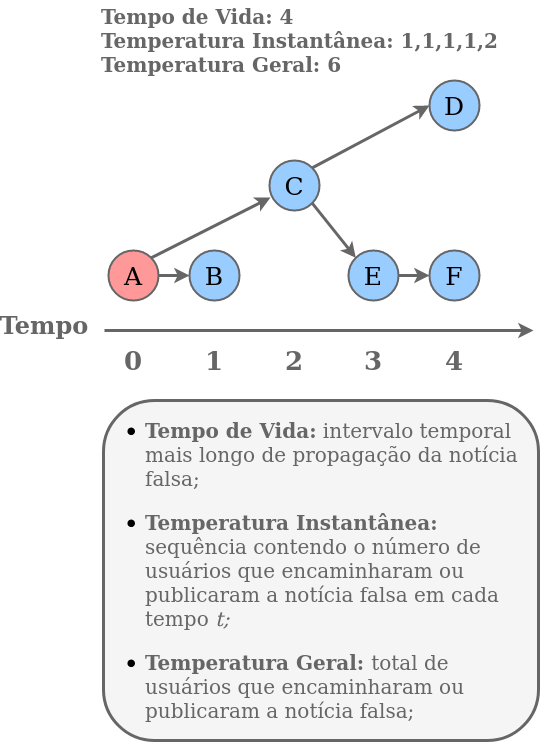 Tempo de Vida: 4
Temperatura Instantânea: 1,1,1,1,2
Temperatura Geral: 6
D
C
A
B
E
F
Tempo
0 1 2 3 4
• Tempo de Vida: intervalo temporal
mais longo de propagação da notícia
falsa;
• Temperatura Instantânea:
sequência contendo o número de
usuários que encaminharam ou
publicaram a notícia falsa em cada
tempo t;
• Temperatura Geral: total de
usuários que encaminharam ou
publicaram a notícia falsa;